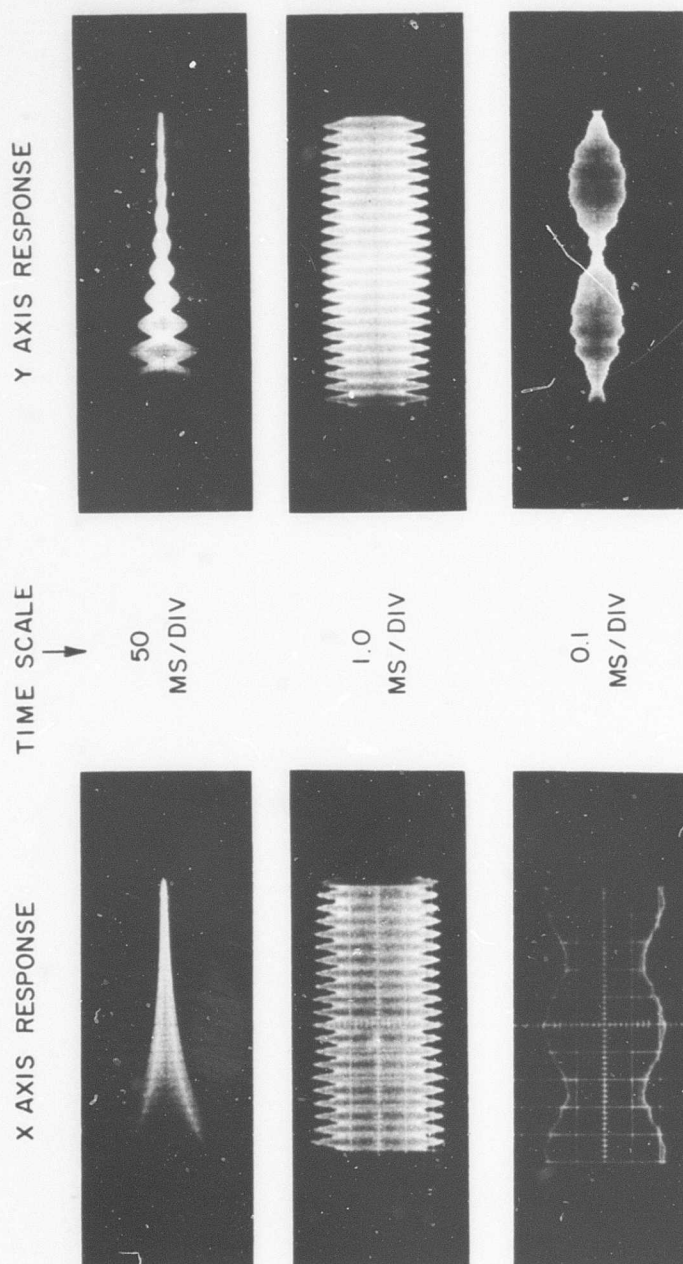 X AXIS RESPONSE
TIME SCALE
Y AXIS RESPONSE
50
MS/DIV
1.0
MS/DIV
0.1
MS/DIV